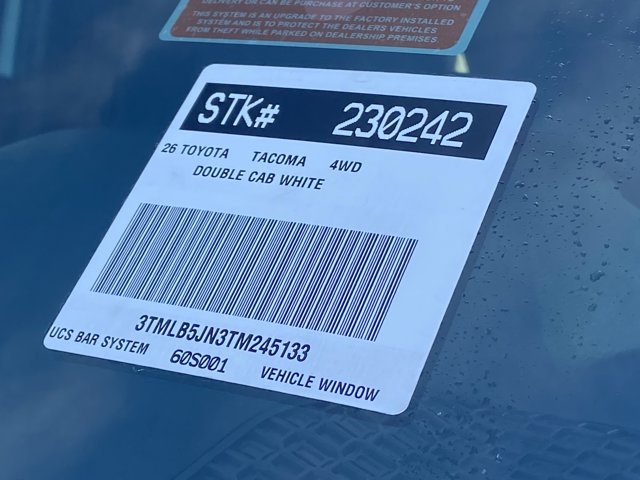 DELIVERY OR CAN BE PURCHASE AT CUSTOMER'S OPTION
THIS SYSTEM IS AN UPGRADE TO THE FACTORY INSTALLED
SYSTEM AND IS TO PROTECT THE DEALERS VEHICLES
FROM THEFT WHILE PARKED ON DEALERSHIP PREMISES
STK# 230242
26 TOYOTA TACOMA 4WD
DOUBLE CAB WHITE
3TMLB5JN3TM245133
UCS BAR SYSTEM 60S001 VEHICLE WINDOW